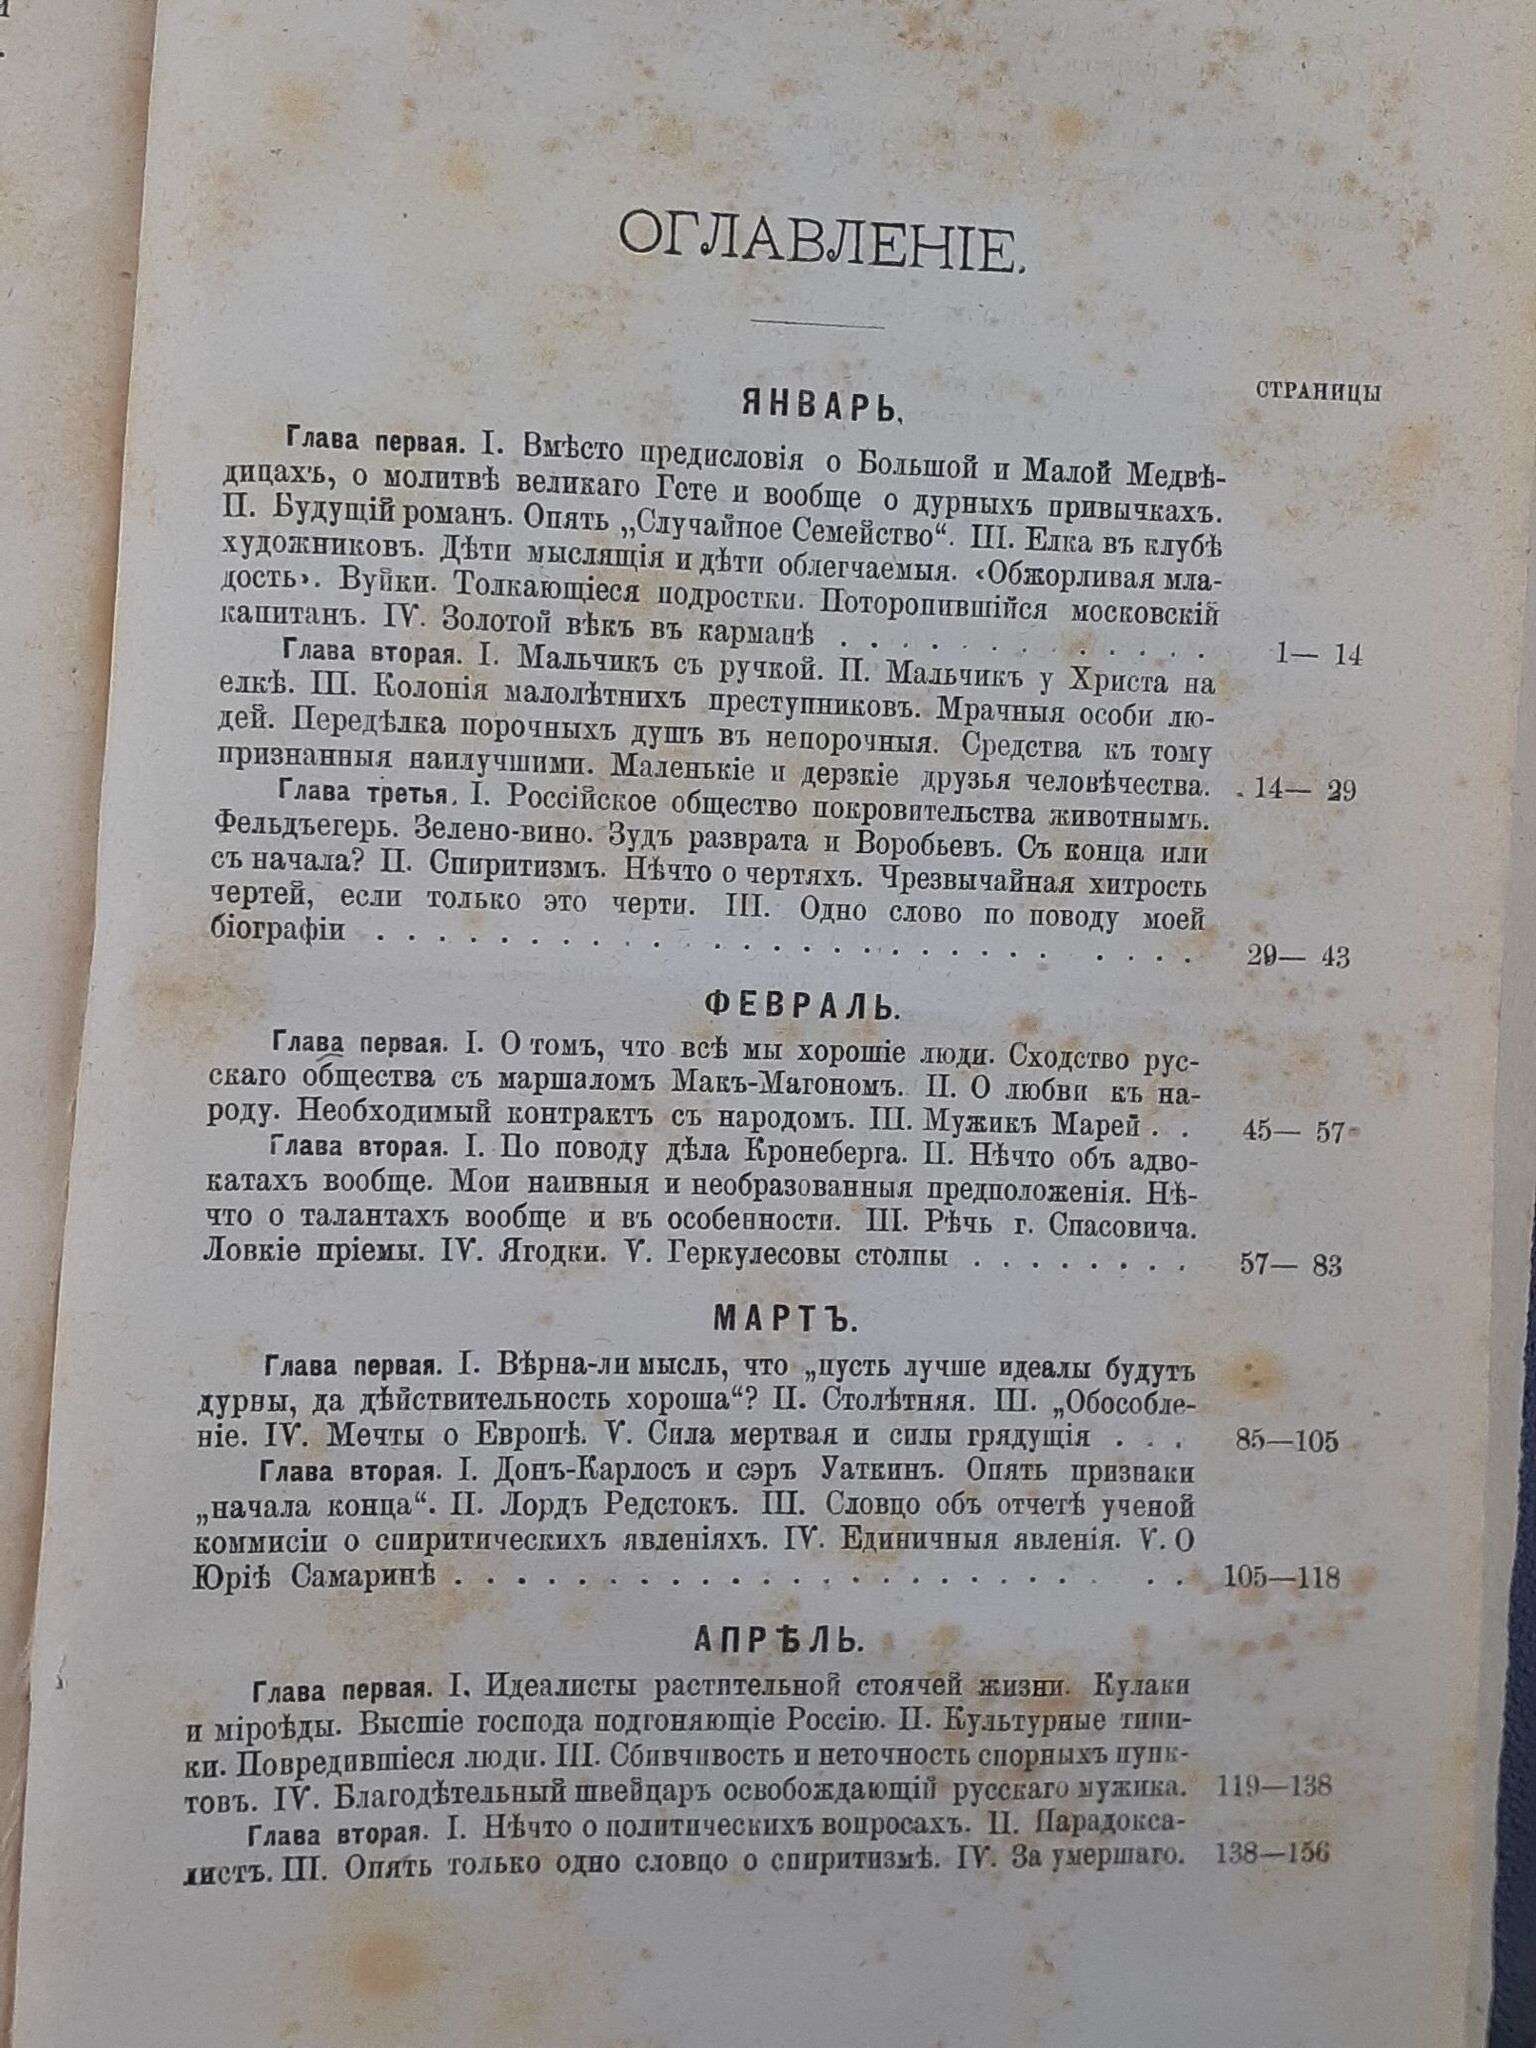 ОГЛАВЛЕНІЕ.
СТРАНИЦЫ
ЯНВАРЬ.
Глава первая. I. Вмѣсто предисловія о Большой и Малой Медвѣ-
дицахъ, о молитвѣ великаго Гете и вообще о дурныхъ привычкахъ.
II. Будущій романъ. Опять „Случайное Семейство“. III. Елка въ клубѣ
художниковъ. Дѣти мыслящія и дѣти облегчаемыя. «Обжорливая мла-
дость». Вуйки. Толкающіеся подростки. Поторопившійся московскій
капитанъ. IV. Золотой вѣкъ въ карманѣ . . . . . . . . . . . . 1— 14
Глава вторая. I. Мальчикъ съ ручкой. II. Мальчикъ у Христа на
елкѣ. III. Колонія малолѣтнихъ преступниковъ. Мрачныя особи лю-
дей. Передѣлка порочныхъ душъ въ непорочныя. Средства къ тому
признанныя наилучшими. Маленькіе и дерзкіе друзья человѣчества. . 14— 29
Глава третья. I. Россійское общество покровительства животнымъ.
Фельдъегерь. Зелено-вино. Зудъ разврата и Воробьевъ. Съ конца или
съ начала? II. Спиритизмъ. Нѣчто о чертяхъ. Чрезвычайная хитрость
чертей, если только это черти. III. Одно слово по поводу моей
біографіи . . . . . . . . . . . . . . . . . . . . . . . . . . 29— 43
ФЕВРАЛЬ.
Глава первая. I. О томъ, что всѣ мы хорошіе люди. Сходство рус-
скаго общества съ маршаломъ Макъ-Магономъ. II. О любви къ на-
роду. Необходимый контрактъ съ народомъ. III. Мужикъ Марей . . 45— 57
Глава вторая. I. По поводу дѣла Кронеберга. II. Нѣчто объ адво-
катахъ вообще. Мои наивныя и необразованныя предположенія. Нѣ-
что о талантахъ вообще и въ особенности. III. Рѣчь г. Спасовича.
Ловкіе пріемы. IV. Ягодки. V. Геркулесовы столпы . . . . . . . . 57— 83
МАРТЪ.
Глава первая. I. Вѣрна-ли мысль, что „пусть лучше идеалы будутъ
дурны, да дѣйствительность хороша“? II. Столѣтняя. III. „Обособле-
ніе. IV. Мечты о Европѣ. V. Сила мертвая и силы грядущія . . . 85—105
Глава вторая. I. Донъ-Карлосъ и сэръ Уаткинъ. Опять признаки
„начала конца“. II. Лордъ Редстокъ. III. Словцо объ отчетѣ ученой
коммисіи о спиритическихъ явленіяхъ. IV. Единичныя явленія. V. О
Юріѣ Самаринѣ . . . . . . . . . . . . . . . . . . . . . . . . 105—118
АПРѢЛЬ.
Глава первая. I. Идеалисты растительной стоячей жизни. Кулаки
и міроѣды. Высшіе господа подгоняющіе Россію. II. Культурные типи-
ки. Повредившіеся люди. III. Сбивчивость и неточность спорныхъ пунк-
товъ. IV. Благодѣтельный швейцаръ освобождающій русскаго мужика. 119—138
Глава вторая. I. Нѣчто о политическихъ вопросахъ. II. Парадокса-
листъ. III. Опять только одно словцо о спиритизмѣ. IV. За умершаго. 138—156